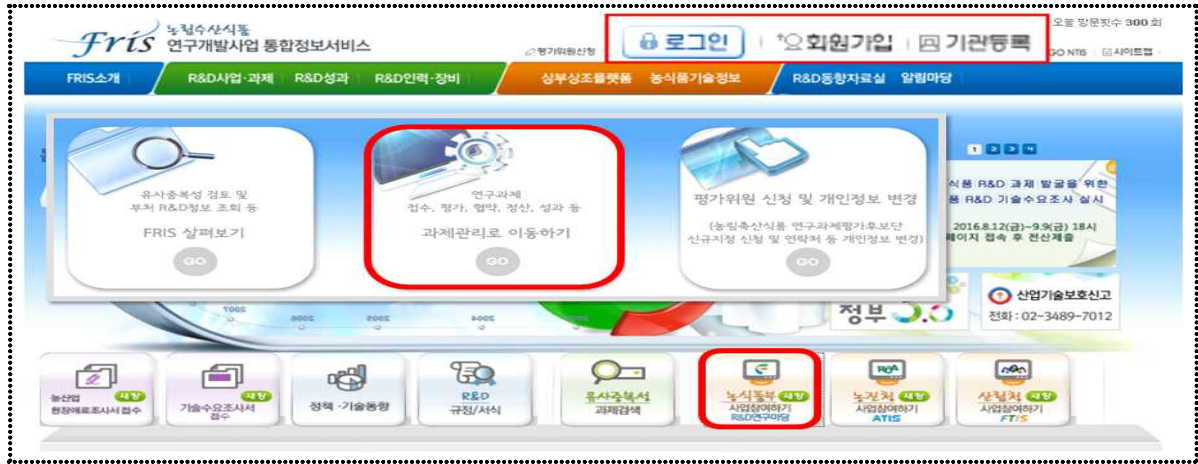 오늘 방문횟수 300 회
Fris 농림수산식품
연구개발사업 통합정보서비스
평가위원신청
로그인
회원가입
기관등록
GO NTIS
사이트맵
FRIS소개
R&D사업·과제
R&D성과
R&D인력·장비
상부상조플랫폼
농식품기술정보
R&D동향자료실
알림마당
유사중복성 검토 및
부처 R&D정보 조회 등
FRIS 살펴보기
GO
연구과제
접수, 평가, 협약, 정산, 성과 등
과제관리로 이동하기
GO
평가위원 신청 및 개인정보 변경
(농림축산식품 연구과제평가후보단
신규지정 신청 및 연락처 등 개인정보 변경)
GO
1 2 3 4
식품 R&D 과제 발굴을 위한
품 R&D 기술수요조사 실시
2016.8.12(금)~9.9(금) 18시
페이지 접속 후 전산제출
정부 3.0
산업기술보호신고
전화 : 02-3489-7012
농산업 새창
현장애로조사서 접수
새창
기술수요조사서
접수
정책·기술동향
R&D
규정/서식
유사중복성
과제검색
농식품부 새창
사업참여하기
R&D연구마당
농진청 새창
사업참여하기
ATIS
산림청 새창
사업참여하기
FTIS